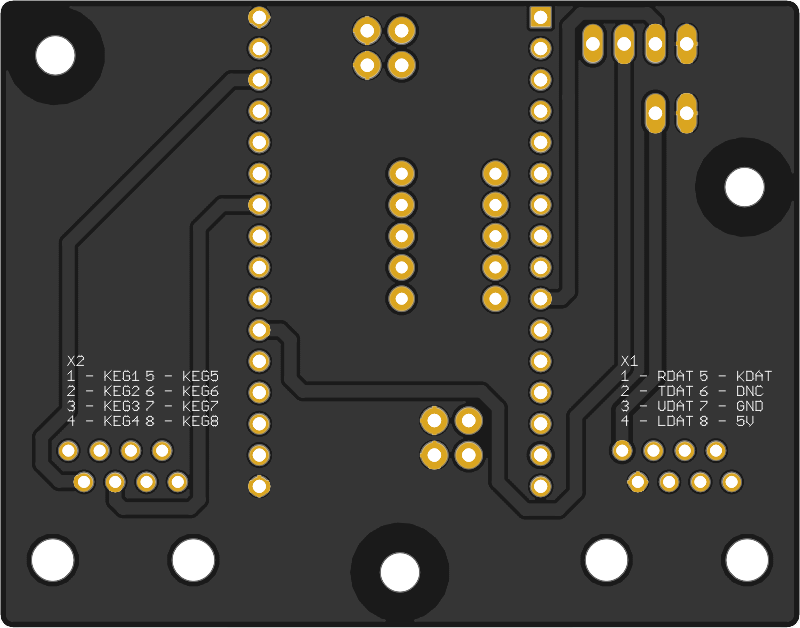 X2
1 - KEG1 5 - KEG5
2 - KEG2 6 - KEG6
3 - KEG3 7 - KEG7
4 - KEG4 8 - KEG8
X1
1 - RDAT 5 - KDAT
2 - TDAT 6 - DNC
3 - UDAT 7 - GND
4 - LDAT 8 - 5V